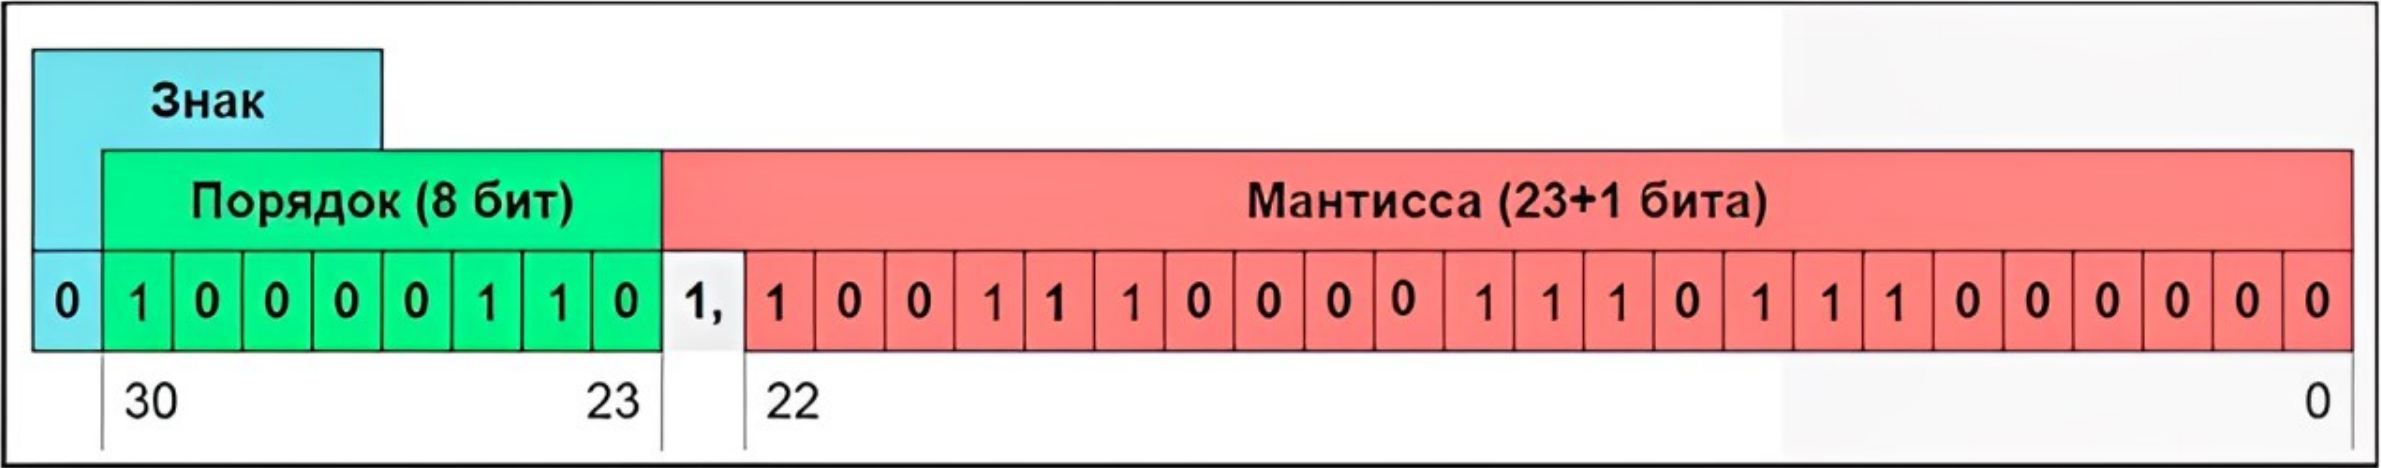 Знак
Порядок (8 бит) Мантисса (23+1 бита)
0 1 0 0 0 0 1 1 0 1, 1 0 0 1 1 1 0 0 0 0 1 1 1 0 1 1 1 0 0 0 0 0 0
30 23 22 0